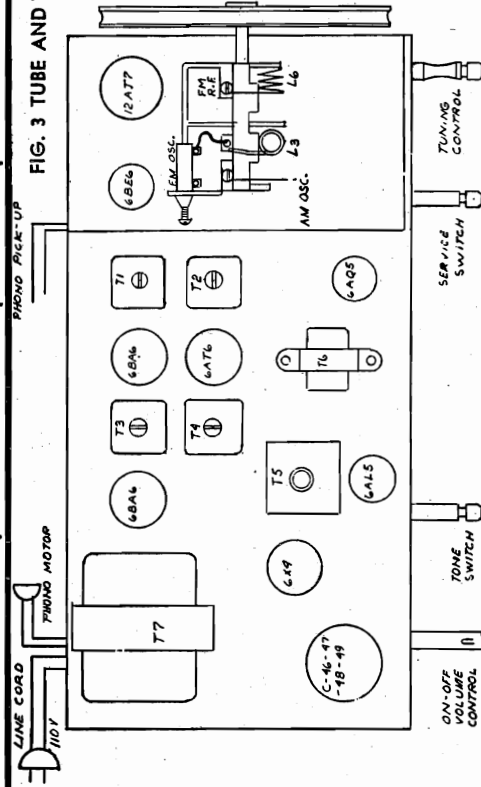 FIG. 3 TUBE AND
LINE CORD
110 V
PHONO MOTOR
PHONO PICK-UP
T7
6BA6
T3
T4
6BA6
6AT6
T1
T2
6BE6
12AT7
FM OSC.
FM
R.F.
L6
L3
AM OSC.
C-46-47
-48-49
6X4
T5
6AL5
T6
6AQ5
ON-OFF
VOLUME
CONTROL
TONE
SWITCH
SERVICE
SWITCH
TUNING
CONTROL